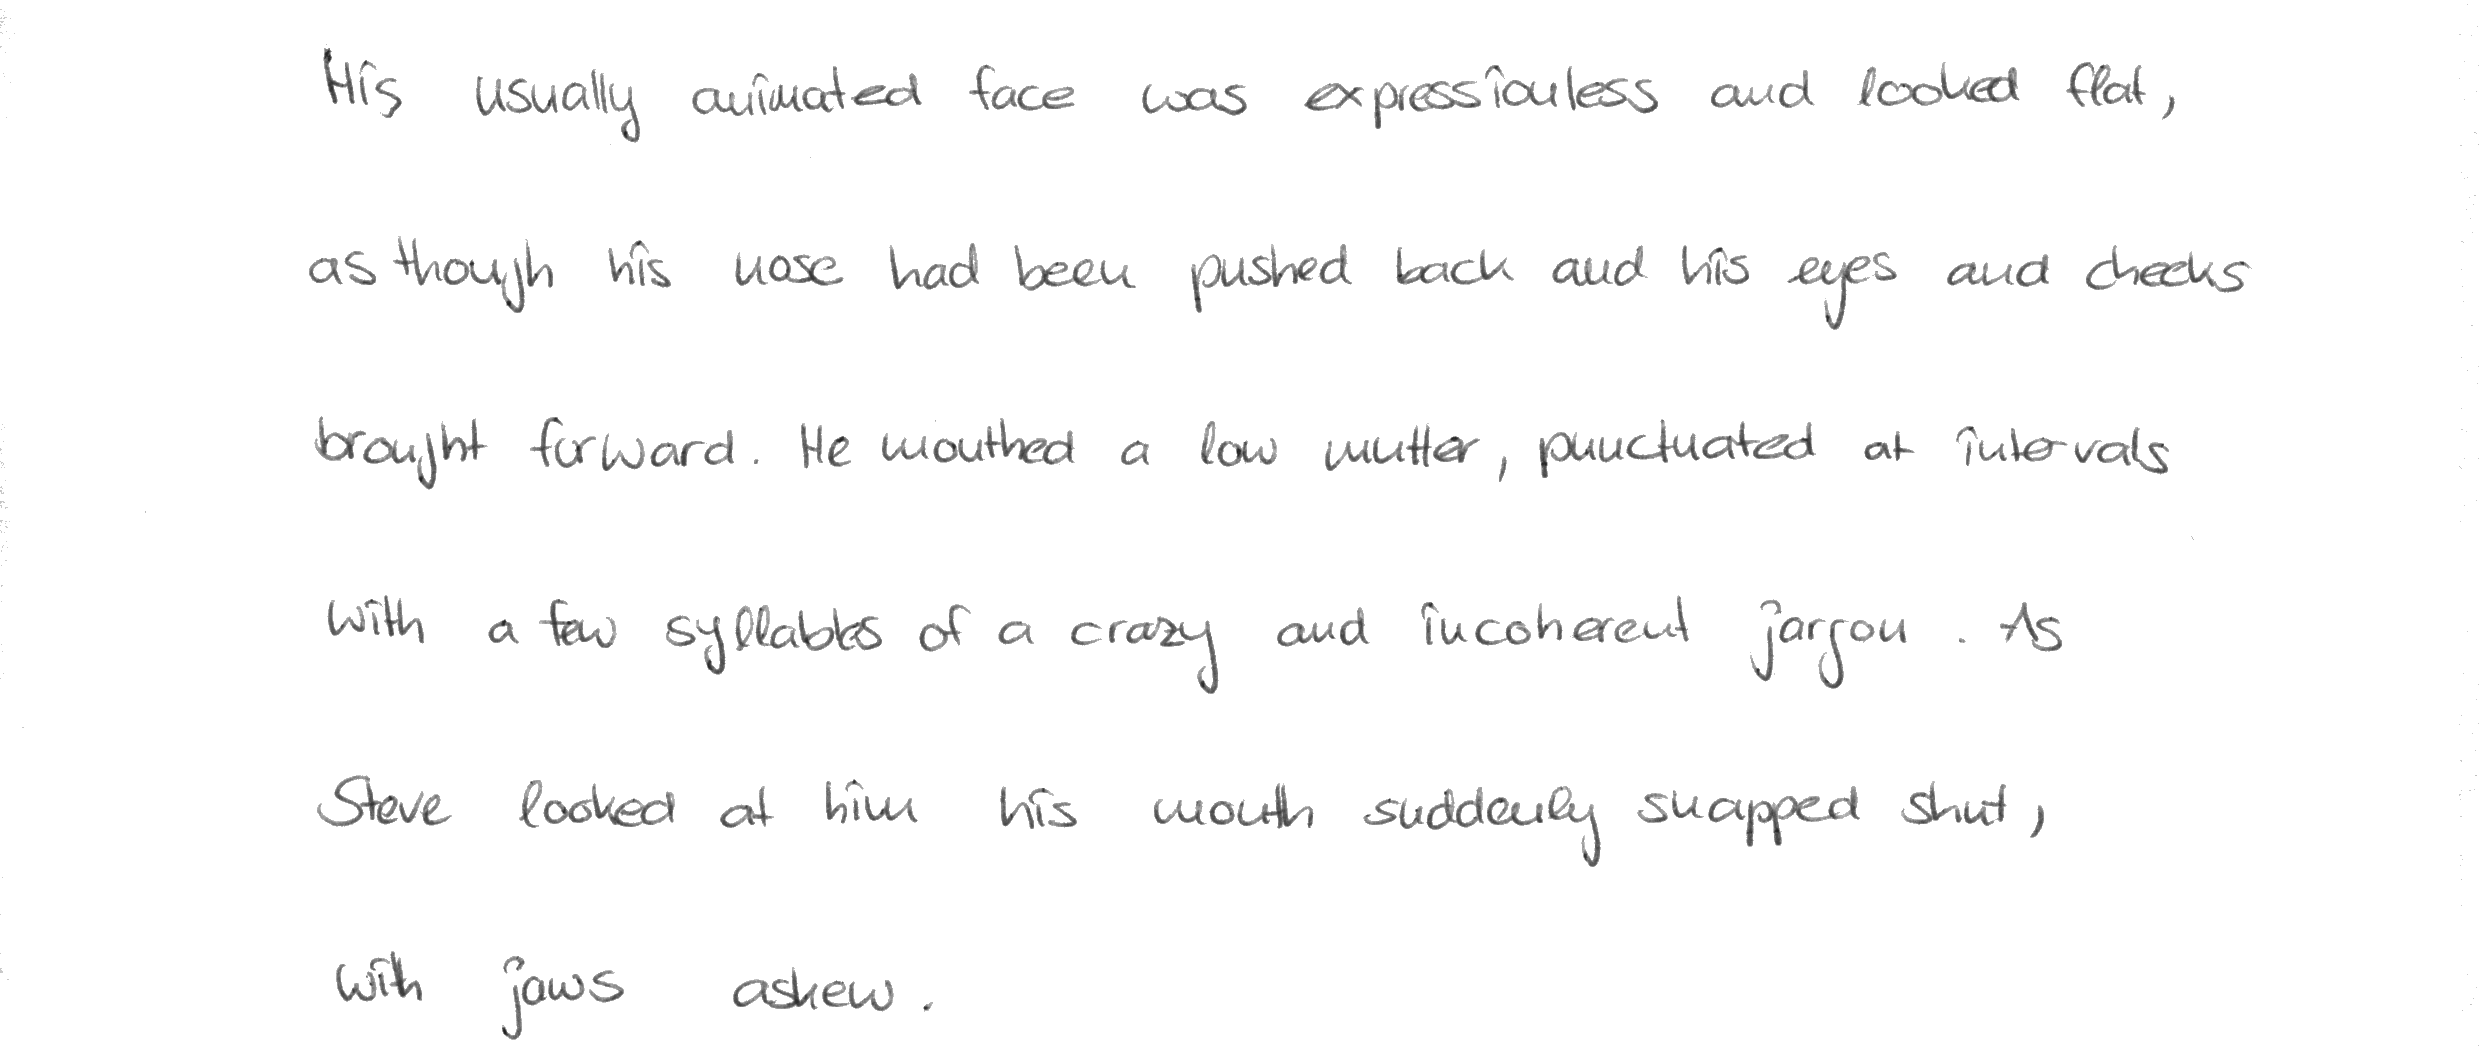 His usually animated face was expressionless and looked flat,
as though his nose had been pushed back and his eyes and cheeks
brought forward. He mouthed a low mutter, punctuated at intervals
with a few syllables of a crazy and incoherent jargon. As
Steve looked at him his mouth suddenly snapped shut,
with jaws askew.